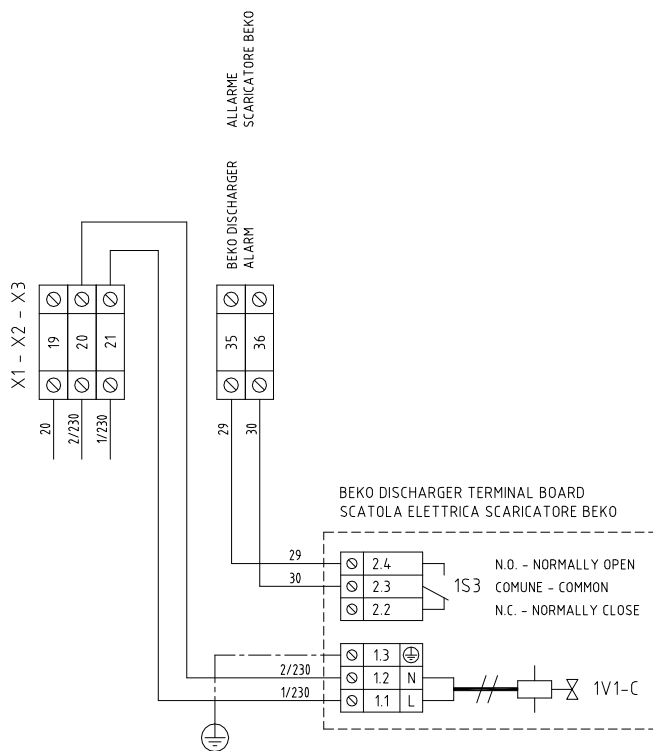 ALLARME
SCARICATORE BEKO
BEKO DISCHARGER
ALARM
X1 - X2 - X3
19
20
21
35
36
20
2/230
1/230
29
30
BEKO DISCHARGER TERMINAL BOARD
SCATOLA ELETTRICA SCARICATORE BEKO
29
2.4
N.O. - NORMALLY OPEN
30
2.3
1S3
COMUNE - COMMON
2.2
N.C. - NORMALLY CLOSE
1.3
2/230
1.2
N
1/230
1.1
L
1V1-C